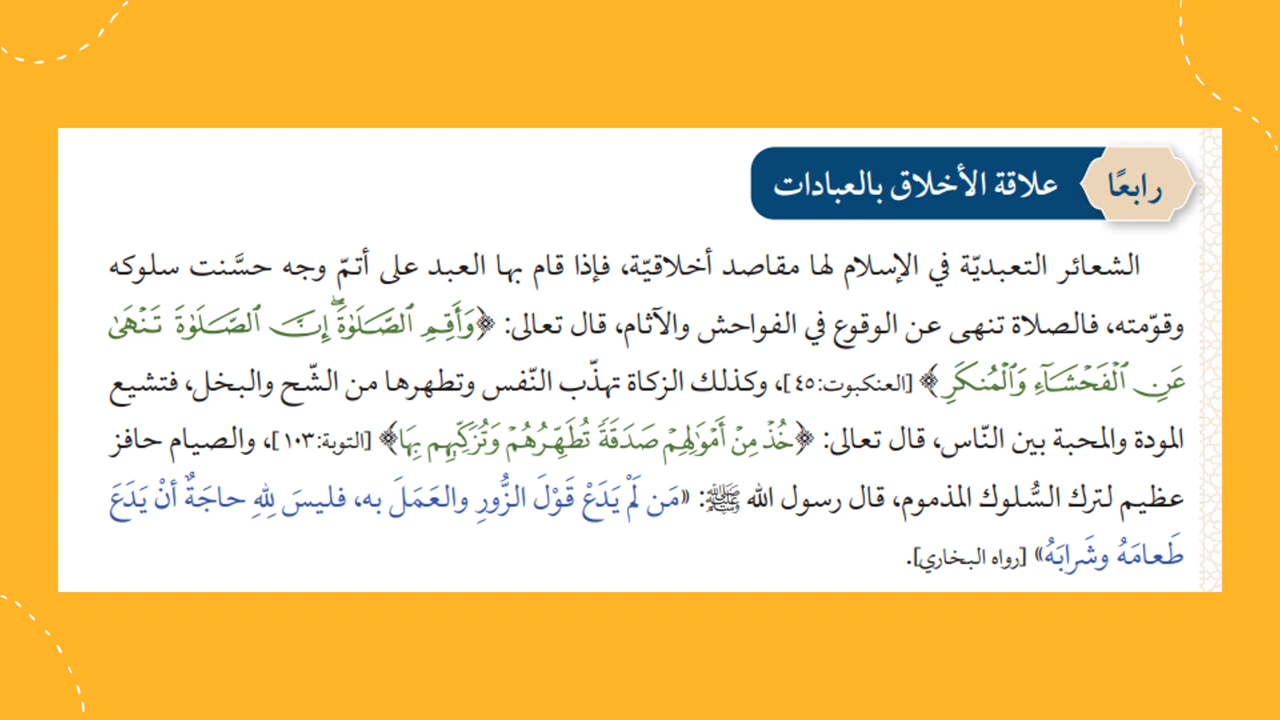 رابعًا علاقة الأخلاق بالعبادات
الشعائر التعبديّة في الإسلام لها مقاصد أخلاقيّة، فإذا قام بها العبد على أتمّ وجه حسَّنت سلوكه
وقوّمته، فالصلاة تنهى عن الوقوع في الفواحش والآثام، قال تعالى: ﴿وَأَقِمِ ٱلصَّلَوٰةَۖ إِنَّ ٱلصَّلَوٰةَ تَنۡهَىٰ
عَنِ ٱلۡفَحۡشَآءِ وَٱلۡمُنكَرِ﴾ [العنكبوت:٤٥]، وكذلك الزكاة تهذّب النّفس وتطهرها من الشّح والبخل، فتشيع
المودة والمحبة بين النّاس، قال تعالى: ﴿خُذۡ مِنۡ أَمۡوَٰلِهِمۡ صَدَقَةٗ تُطَهِّرُهُمۡ وَتُزَكِّيهِم بِهَا﴾ [التوبة:١٠٣]، والصيام حافز
عظيم لترك السُّلوك المذموم، قال رسول الله ﷺ: «مَن لَمْ يَدَعْ قَوْلَ الزُّورِ والعَمَلَ به، فليسَ لِلهِ حاجَةٌ أنْ يَدَعَ
طَعامَهُ وشَرابَهُ» [رواه البخاري].